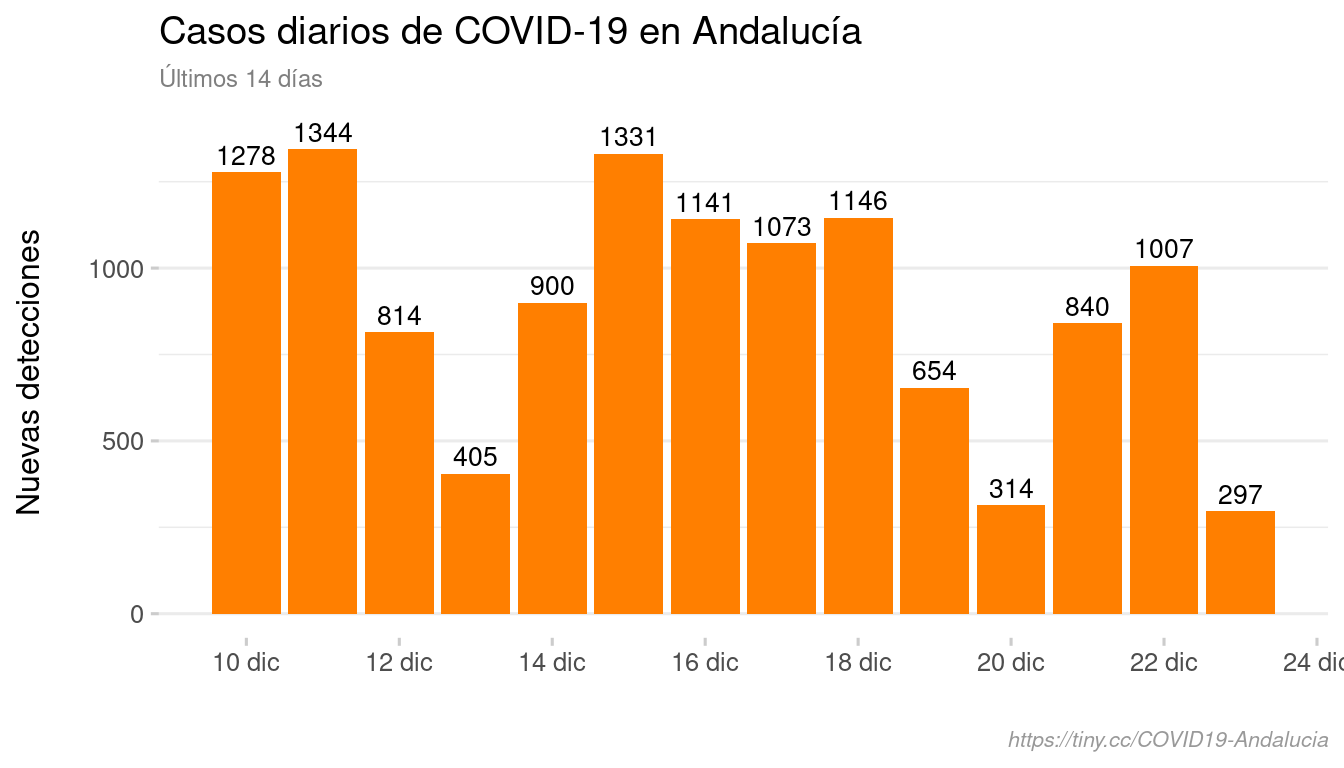 Casos diarios de COVID-19 en Andalucía
Últimos 14 días
Nuevas detecciones
1278
1344
814
405
900
1331
1141
1073
1146
654
314
840
1007
297
1000
500
0
10 dic
12 dic
14 dic
16 dic
18 dic
20 dic
22 dic
24 dic
https://tiny.cc/COVID19-Andalucia